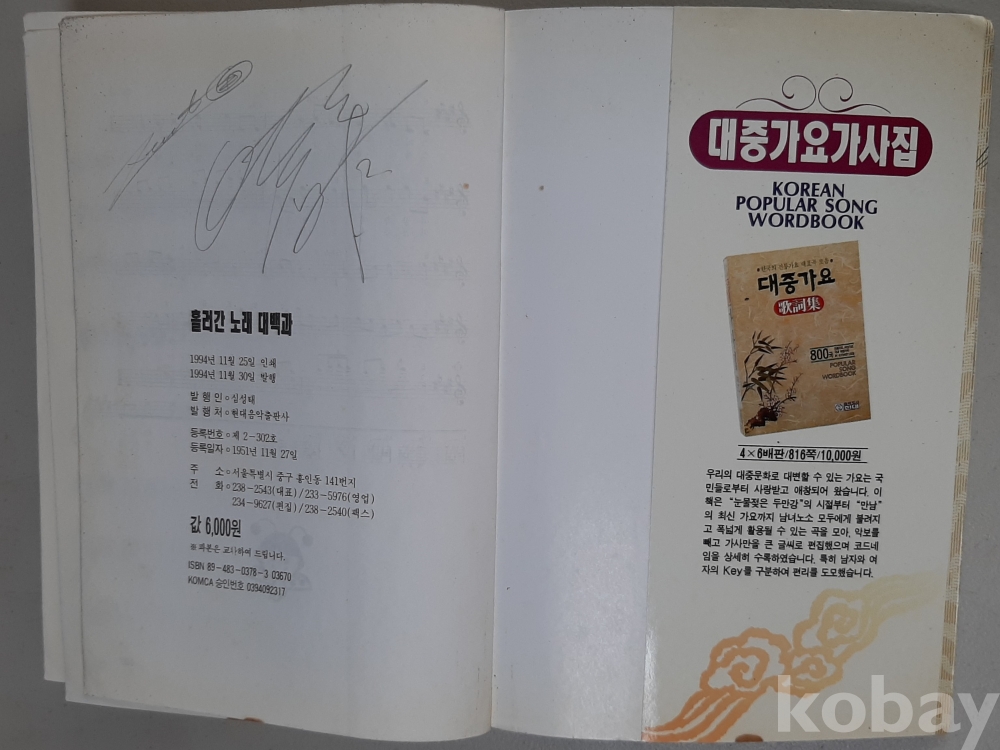 흘러간 노래 대백과
1994년 11월 25일 인쇄
1994년 11월 30일 발행
발 행 인 ◦ 심성태
발 행 처 ◦ 현대음악출판사
등록번호 ◦ 제 2-302호
등록일자 ◦ 1951년 11월 27일
주 소 ◦ 서울특별시 중구 흥인동 141번지
전 화 ◦ 238-2543(대표)/233-5976(영업)
234-9627(편집)/238-2540(팩스)
값 6,000원
※ 파본은 교사하여 드립니다.
ISBN 89-483-0378-3 03670
KOMCA 승인번호 0394092317
대중가요가사집
KOREAN
POPULAR SONG
WORDBOOK
대중가요
歌詞集
800곡
POPULAR
SONG
WORDBOOK
4×6배판/816쪽/10,000원
우리의 대중문화로 대변할 수 있는 가요는 국
민들로부터 사랑받고 애창되어 왔습니다. 이
책은 “눈물젖은 두만강”의 시절부터 “만남”
의 최신 가요까지 남녀노소 모두에게 불려지
고 폭넓게 활용될 수 있는 곡을 모아, 악보를
빼고 가사만을 큰 글씨로 편집했으며 코드네
임을 상세히 수록하였습니다. 특히 남자와 여
자의 Key를 구분하여 편리를 도모했습니다.
kobay